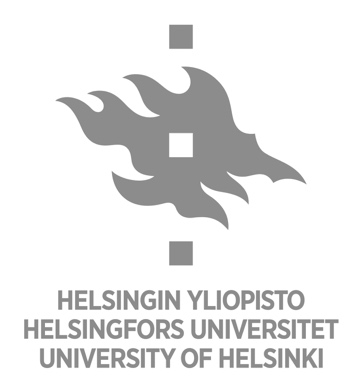 HELSINGIN YLIOPISTO
HELSINGFORS UNIVERSITET
UNIVERSITY OF HELSINKI